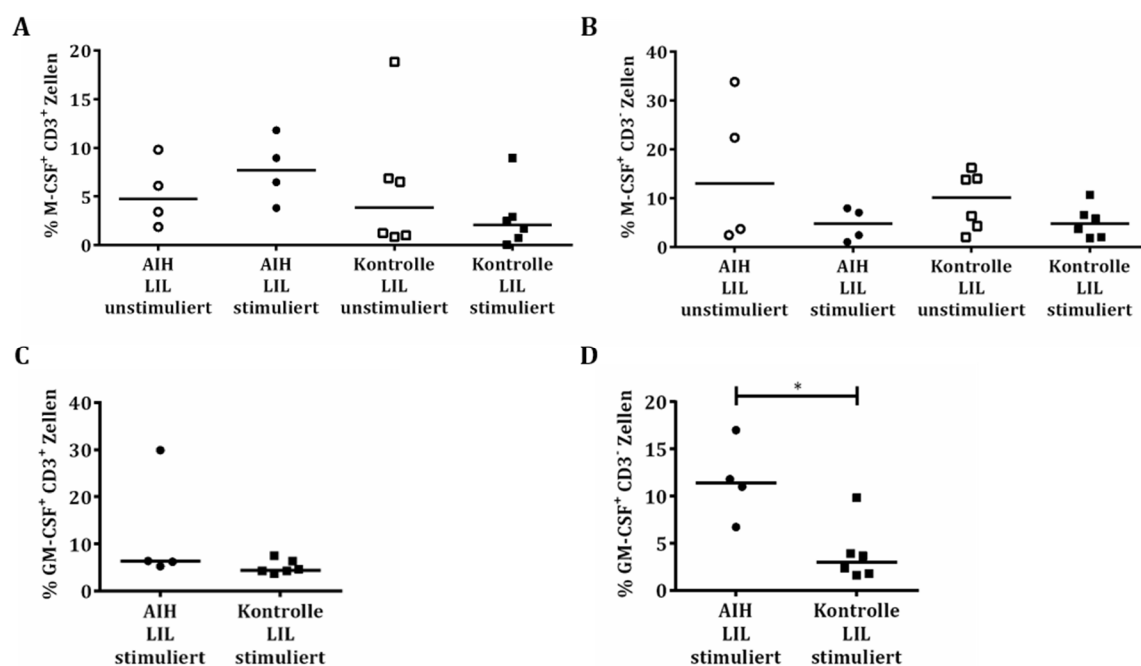 A
% M-CSF⁺ CD3⁺ Zellen
20
15
10
5
0
AIH
LIL
unstimuliert
AIH
LIL
stimuliert
Kontrolle
LIL
unstimuliert
Kontrolle
LIL
stimuliert
B
% M-CSF⁺ CD3⁻ Zellen
40
30
20
10
0
AIH
LIL
unstimuliert
AIH
LIL
stimuliert
Kontrolle
LIL
unstimuliert
Kontrolle
LIL
stimuliert
C
% GM-CSF⁺ CD3⁺ Zellen
40
30
20
10
0
AIH
LIL
stimuliert
Kontrolle
LIL
stimuliert
D
% GM-CSF⁺ CD3⁻ Zellen
20
15
10
5
0
*
AIH
LIL
stimuliert
Kontrolle
LIL
stimuliert